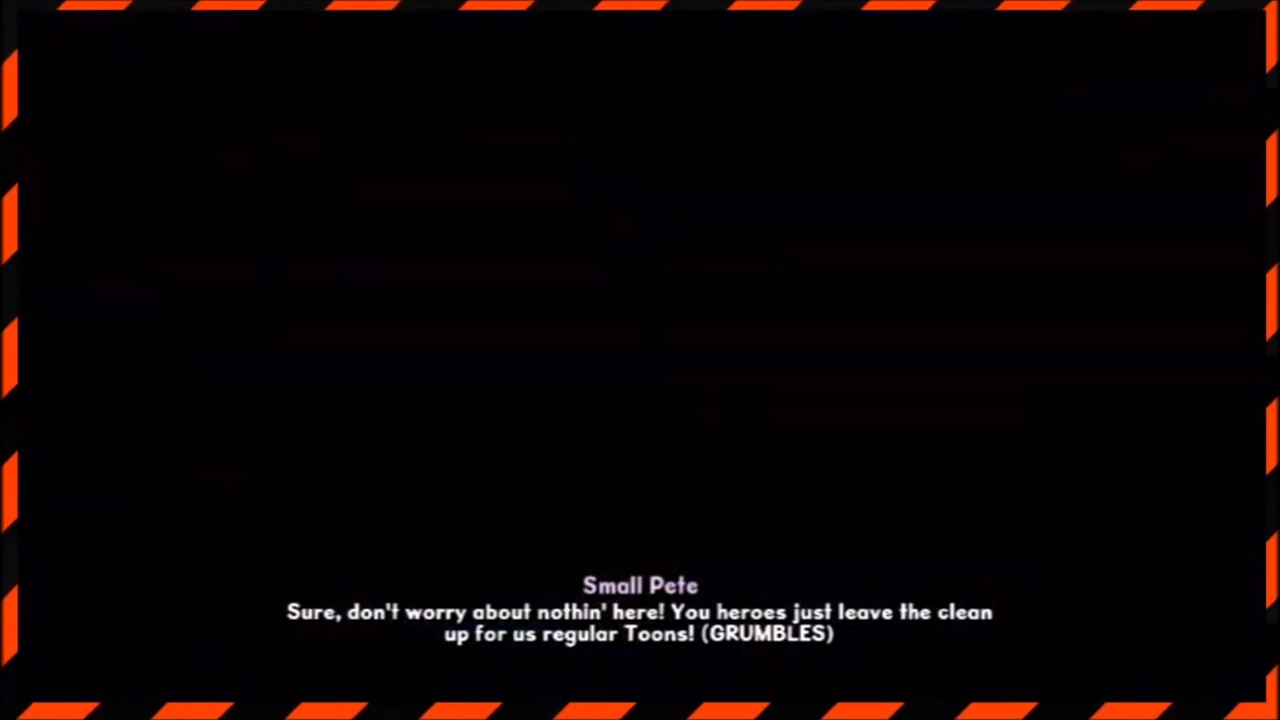 Small Pete
Sure, don't worry about nothin' here! You heroes just leave the clean
up for us regular Toons! (GRUMBLES)